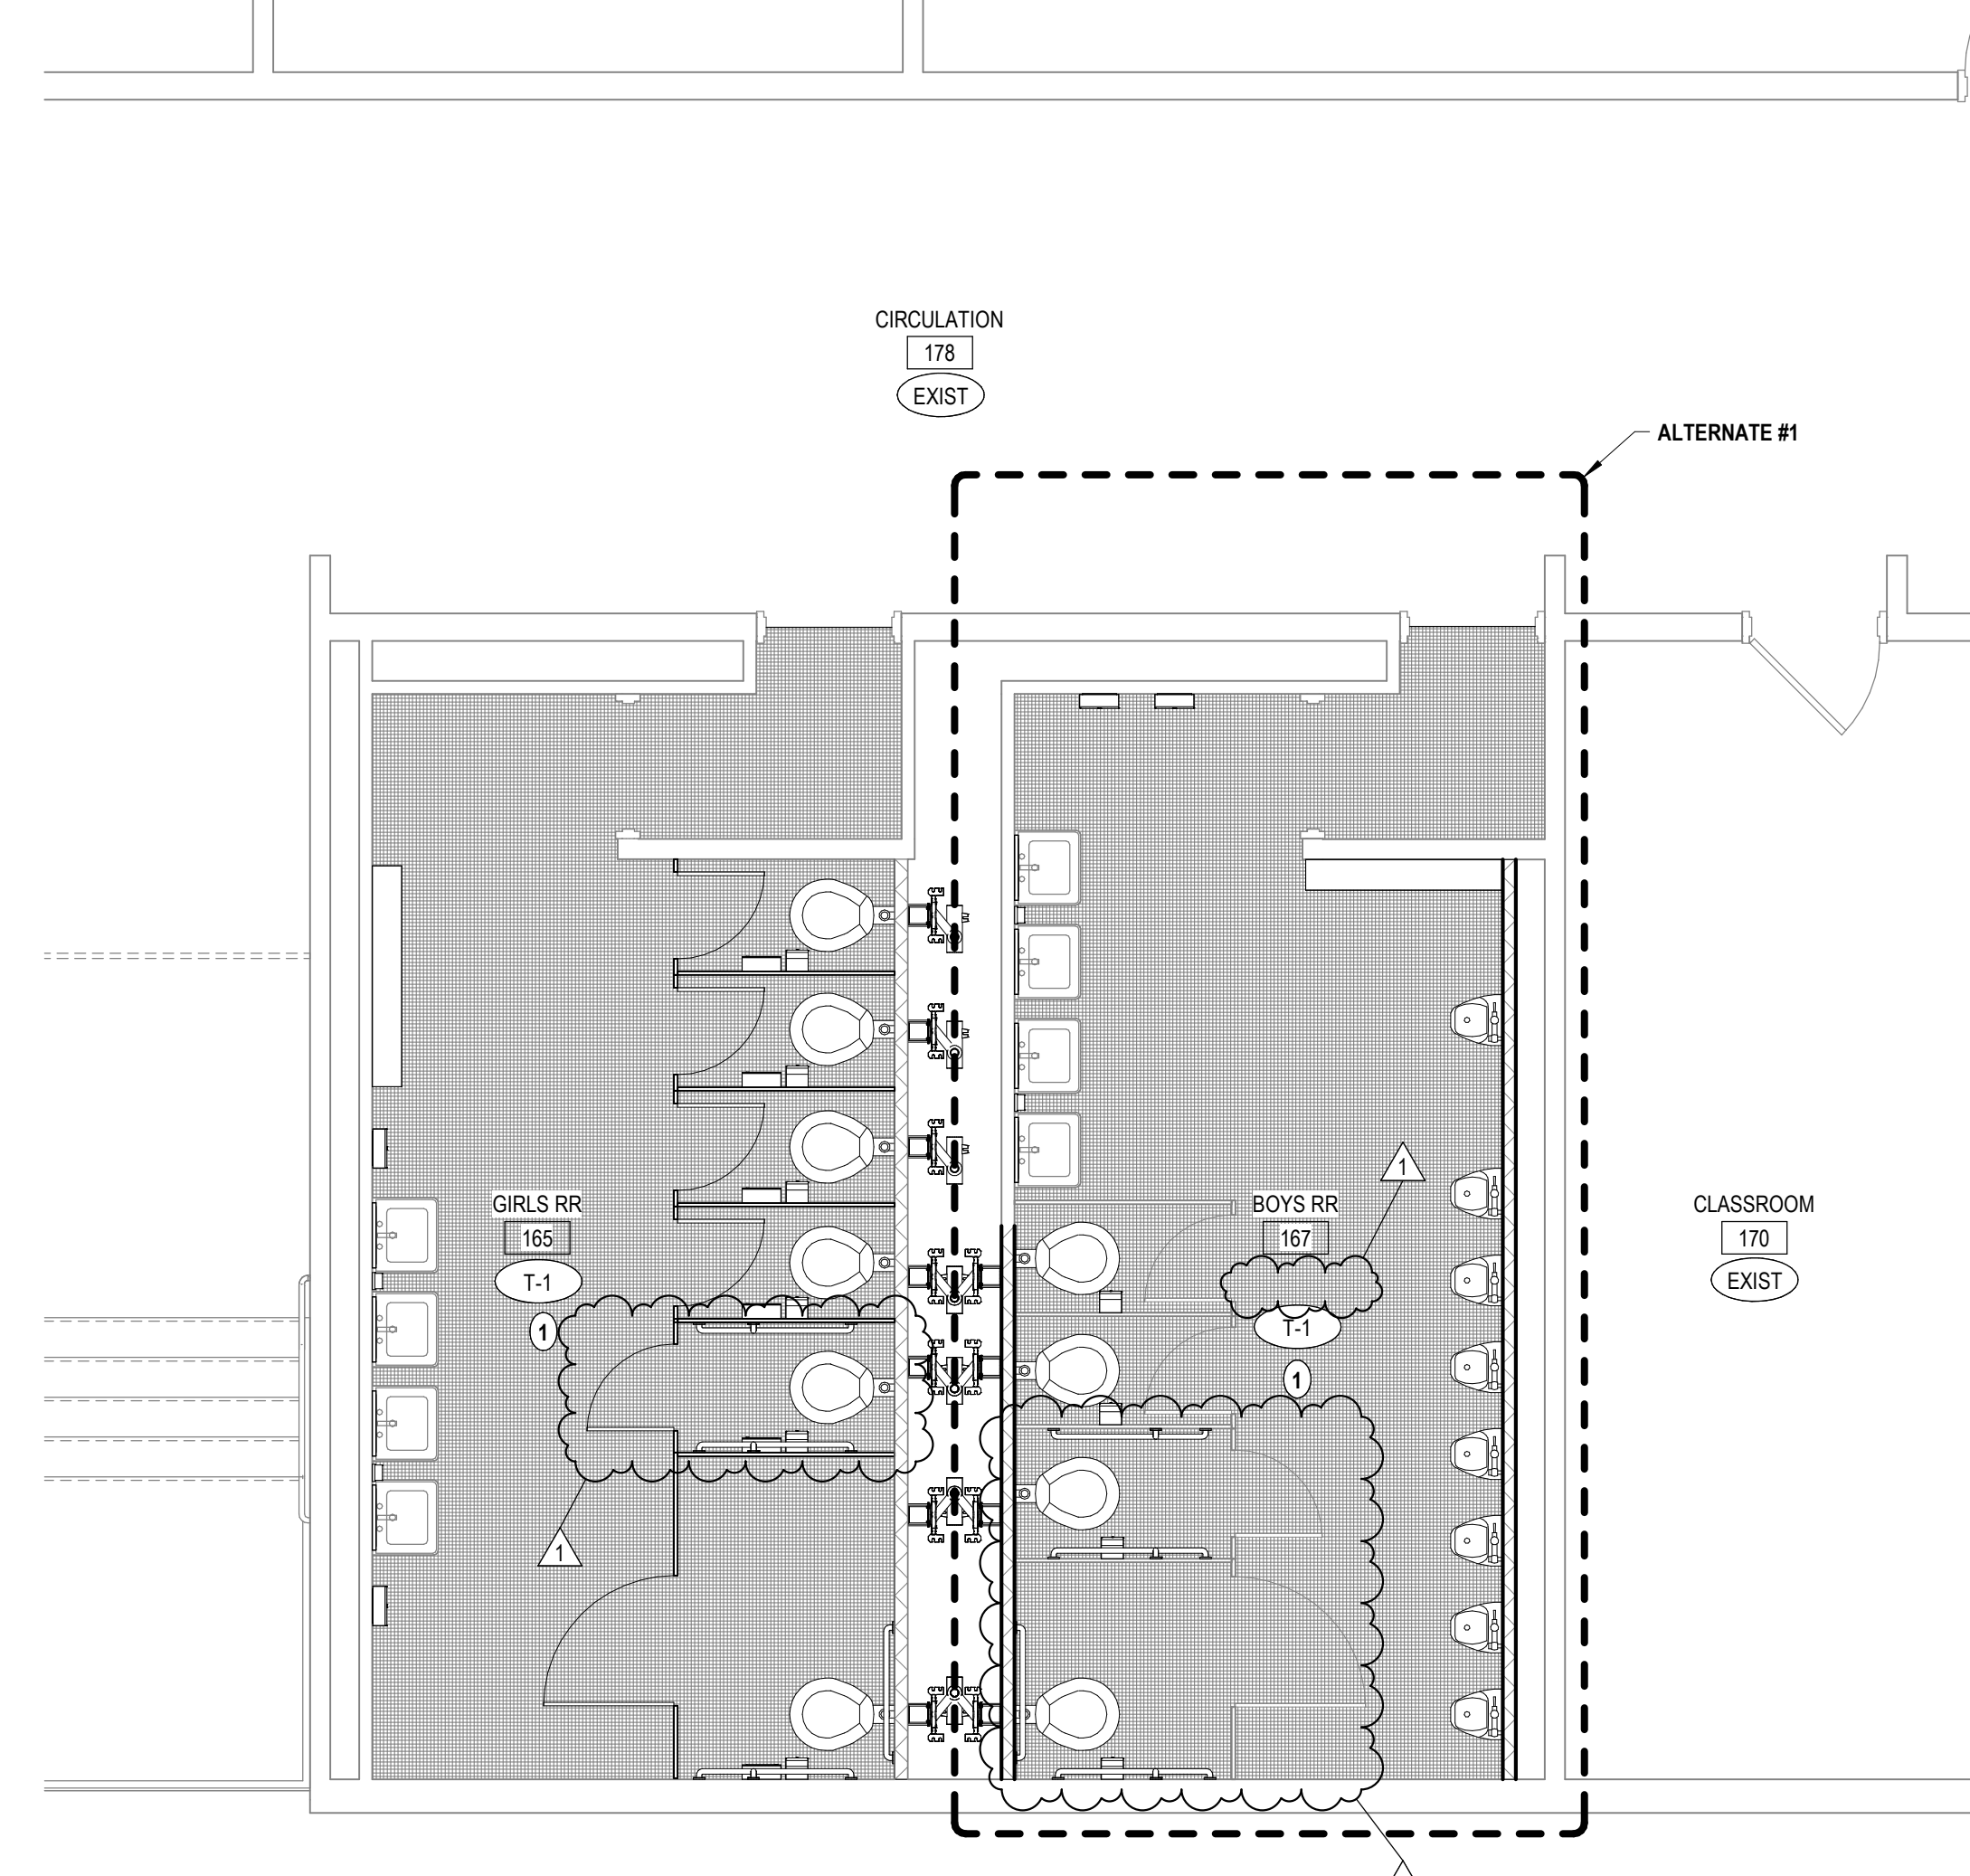 CIRCULATION
178
EXIST
ALTERNATE #1
GIRLS RR
165
T-1
1
1
BOYS RR
167
T-1
1
1
CLASSROOM
170
EXIST